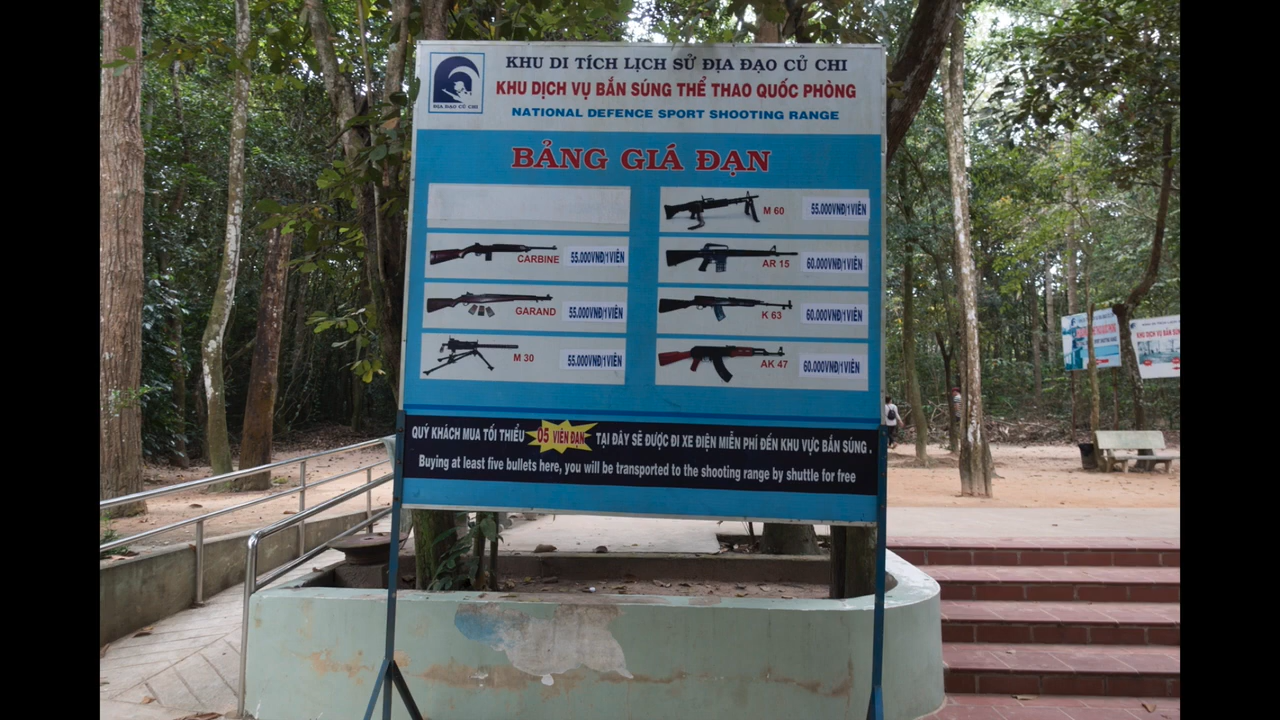 KHU DI TÍCH LỊCH SỬ ĐỊA ĐẠO CỦ CHI
KHU DỊCH VỤ BẮN SÚNG THỂ THAO QUỐC PHÒNG
NATIONAL DEFENCE SPORT SHOOTING RANGE
ĐỊA ĐẠO CỦ CHI
BẢNG GIÁ ĐẠN
M 60 55.000VNĐ/1VIÊN
CARBINE 55.000VNĐ/1VIÊN
AR 15 60.000VNĐ/1VIÊN
GARAND 55.000VNĐ/1VIÊN
K 63 60.000VNĐ/1VIÊN
M 30 55.000VNĐ/1VIÊN
AK 47 60.000VNĐ/1VIÊN
QUÝ KHÁCH MUA TỐI THIỂU 05 VIÊN ĐẠN TẠI ĐÂY SẼ ĐƯỢC ĐI XE ĐIỆN MIỄN PHÍ ĐẾN KHU VỰC BẮN SÚNG .
Buying at least five bullets here, you will be transported to the shooting range by shuttle for free
KHU DỊCH VỤ BẮN SÚNG